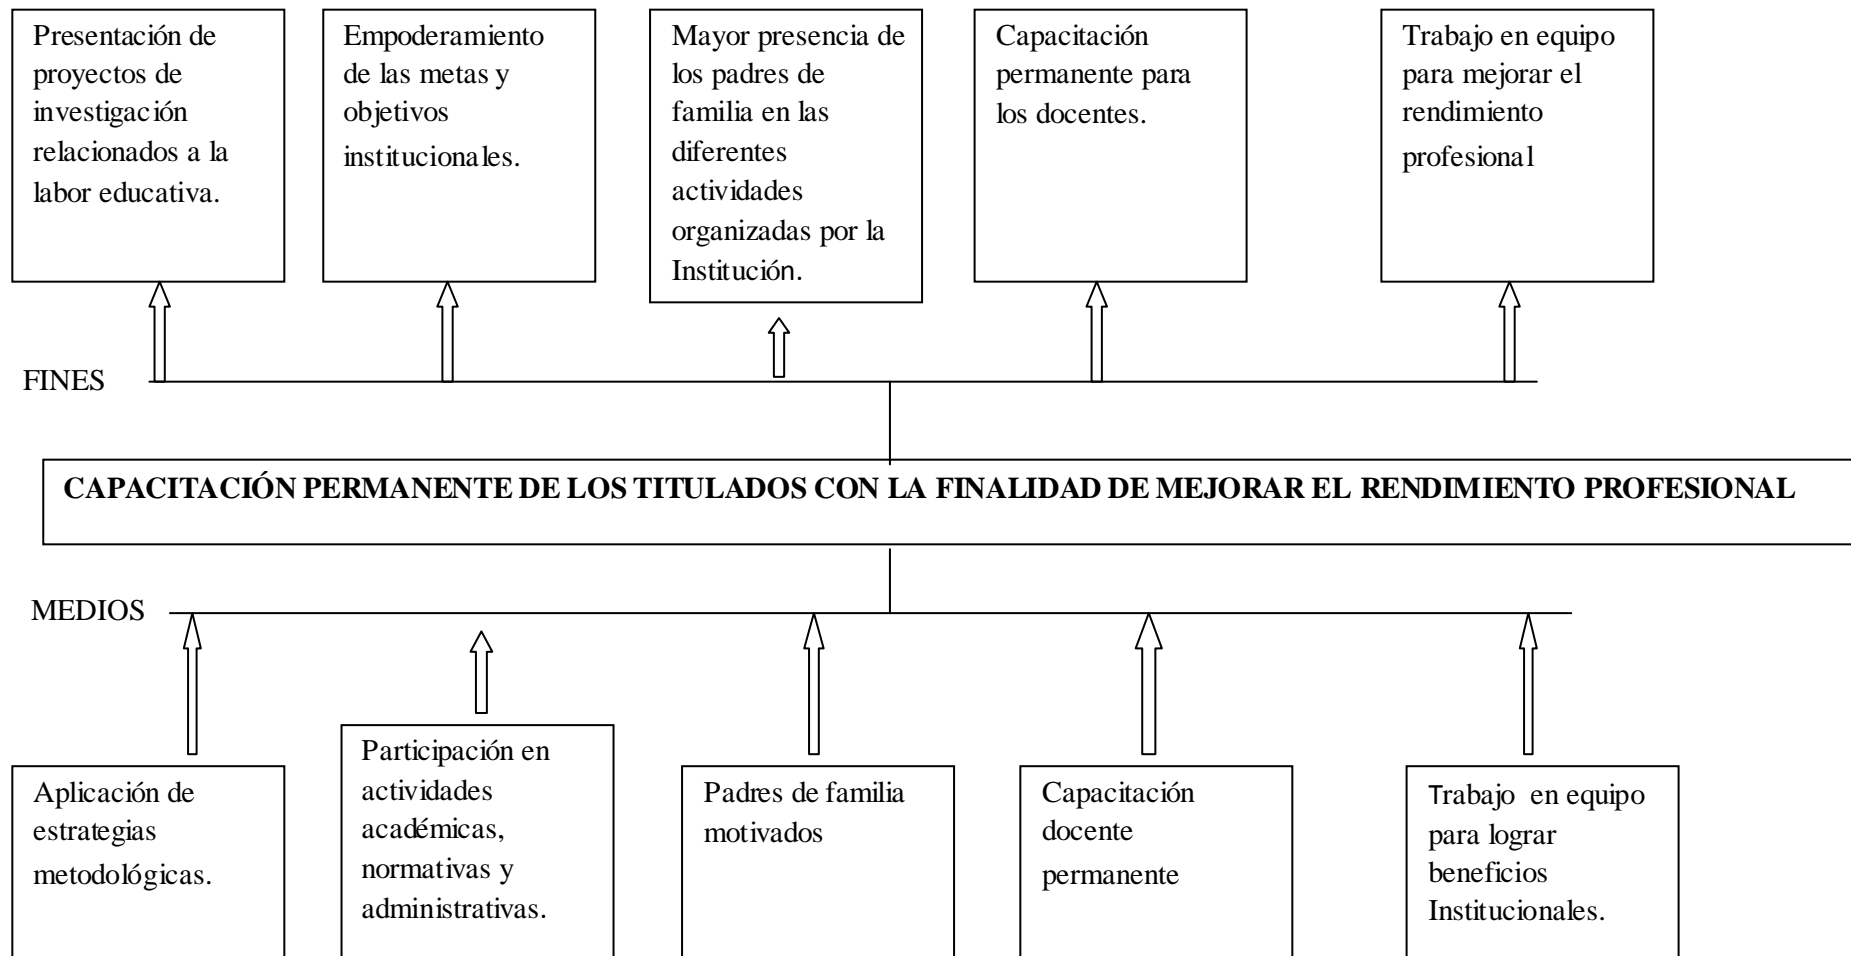 Presentación de
proyectos de
investigación
relacionados a la
labor educativa.
Empoderamiento
de las metas y
objetivos
institucionales.
Mayor presencia de
los padres de
familia en las
diferentes
actividades
organizadas por la
Institución.
Capacitación
permanente para
los docentes.
Trabajo en equipo
para mejorar el
rendimiento
profesional
FINES
CAPACITACIÓN PERMANENTE DE LOS TITULADOS CON LA FINALIDAD DE MEJORAR EL RENDIMIENTO PROFESIONAL
MEDIOS
Aplicación de
estrategias
metodológicas.
Participación en
actividades
académicas,
normativas y
administrativas.
Padres de familia
motivados
Capacitación
docente
permanente
Trabajo en equipo
para lograr
beneficios
Institucionales.